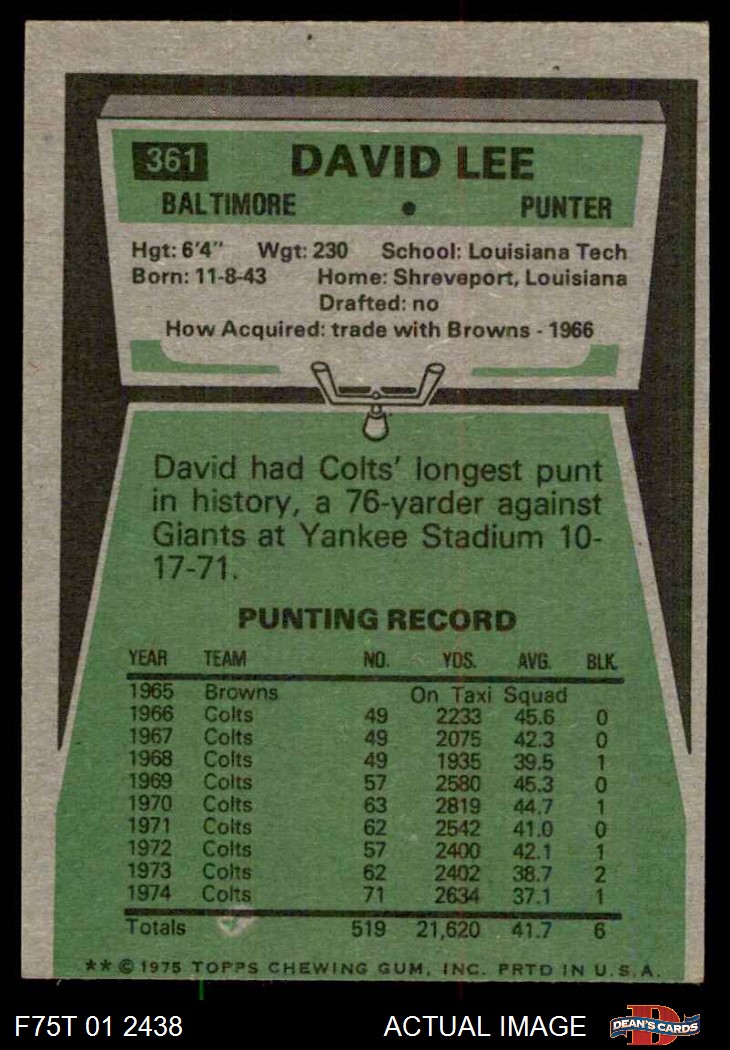 361 DAVID LEE
BALTIMORE • PUNTER
Hgt: 6'4" Wgt: 230 School: Louisiana Tech
Born: 11-8-43 Home: Shreveport, Louisiana
Drafted: no
How Acquired: trade with Browns - 1966
David had Colts' longest punt
in history, a 76-yarder against
Giants at Yankee Stadium 10-
17-71.
PUNTING RECORD
YEAR TEAM NO. YDS. AVG. BLK.
1965 Browns On Taxi Squad
1966 Colts 49 2233 45.6 0
1967 Colts 49 2075 42.3 0
1968 Colts 49 1935 39.5 1
1969 Colts 57 2580 45.3 0
1970 Colts 63 2819 44.7 1
1971 Colts 62 2542 41.0 0
1972 Colts 57 2400 42.1 1
1973 Colts 62 2402 38.7 2
1974 Colts 71 2634 37.1 1
Totals 519 21,620 41.7 6
** © 1975 TOPPS CHEWING GUM, INC. PRTD IN U.S.A.
F75T 01 2438 ACTUAL IMAGE DEAN'S CARDS